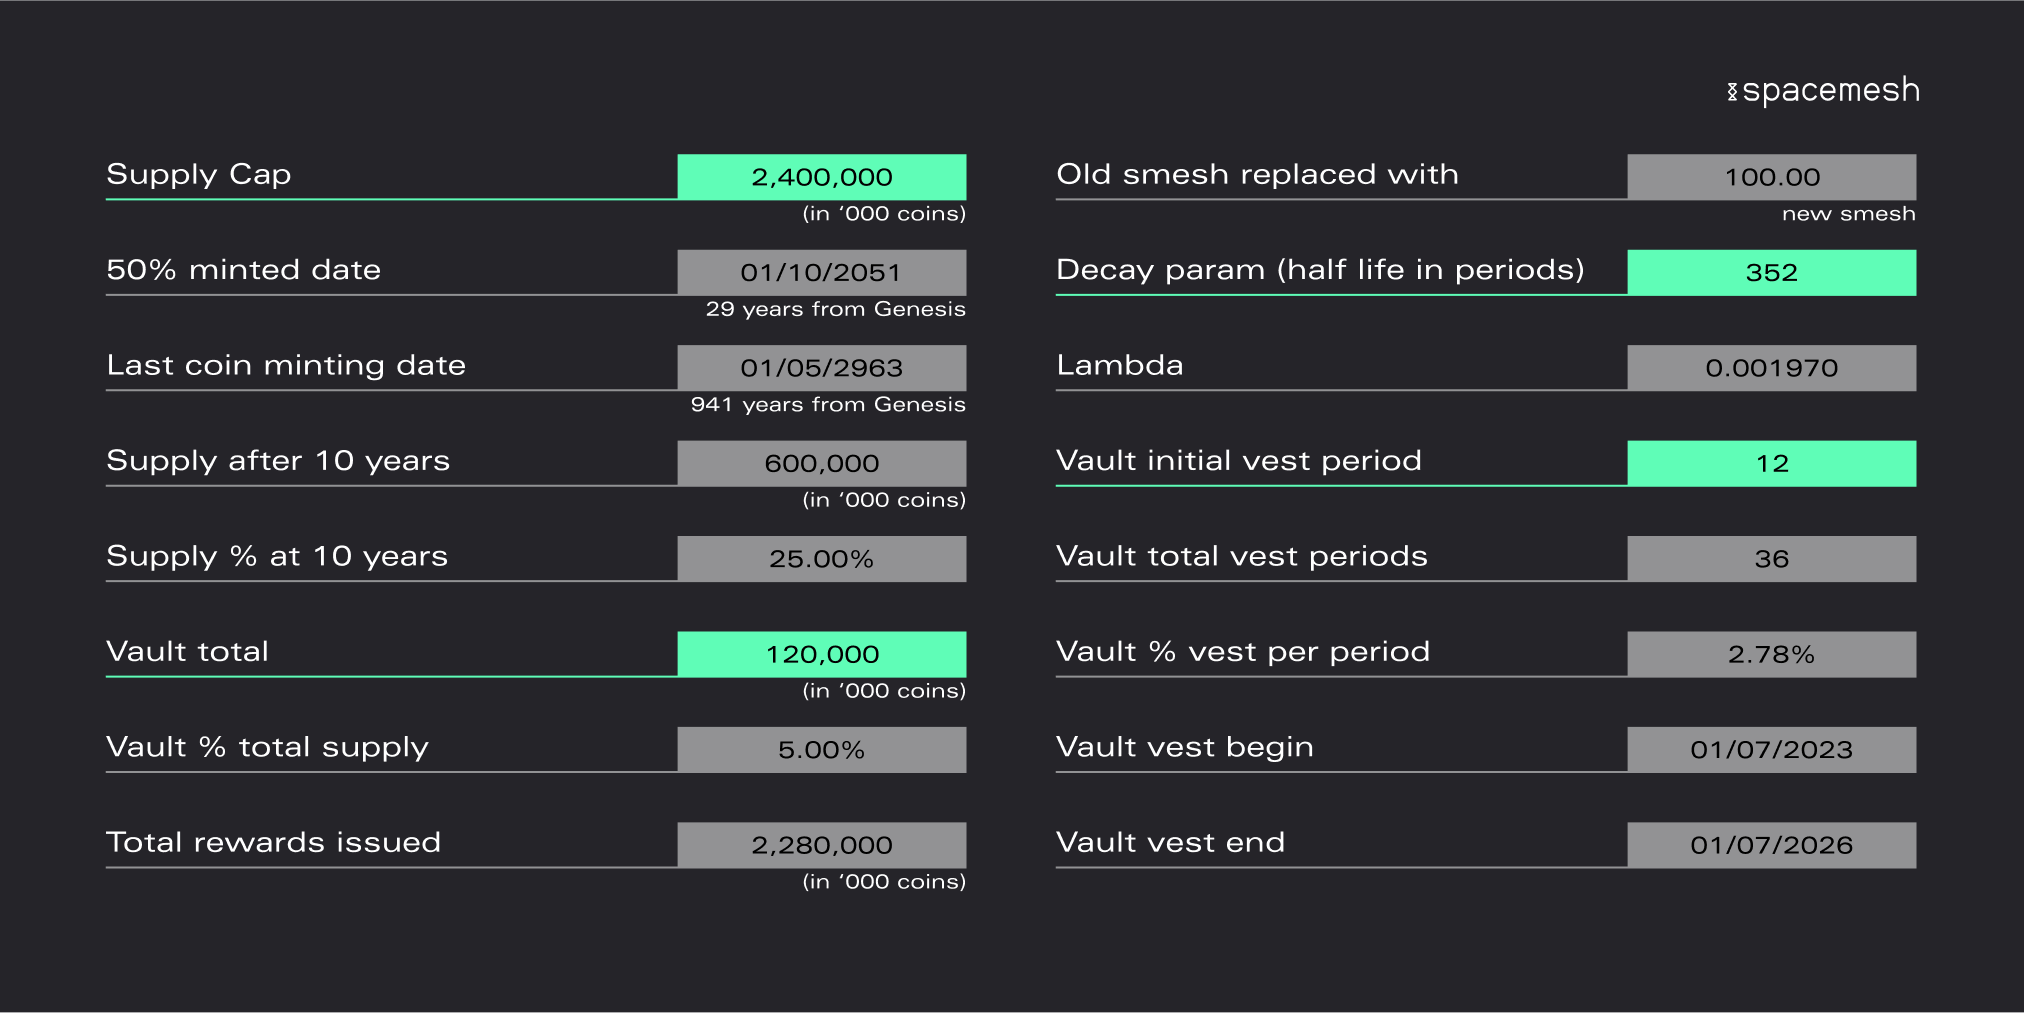 spacemesh
Supply Cap 2,400,000
(in ‘000 coins)
50% minted date 01/10/2051
29 years from Genesis
Last coin minting date 01/05/2963
941 years from Genesis
Supply after 10 years 600,000
(in ‘000 coins)
Supply % at 10 years 25.00%
Vault total 120,000
(in ‘000 coins)
Vault % total supply 5.00%
Total rewards issued 2,280,000
(in ‘000 coins)
Old smesh replaced with 100.00
new smesh
Decay param (half life in periods) 352
Lambda 0.001970
Vault initial vest period 12
Vault total vest periods 36
Vault % vest per period 2.78%
Vault vest begin 01/07/2023
Vault vest end 01/07/2026